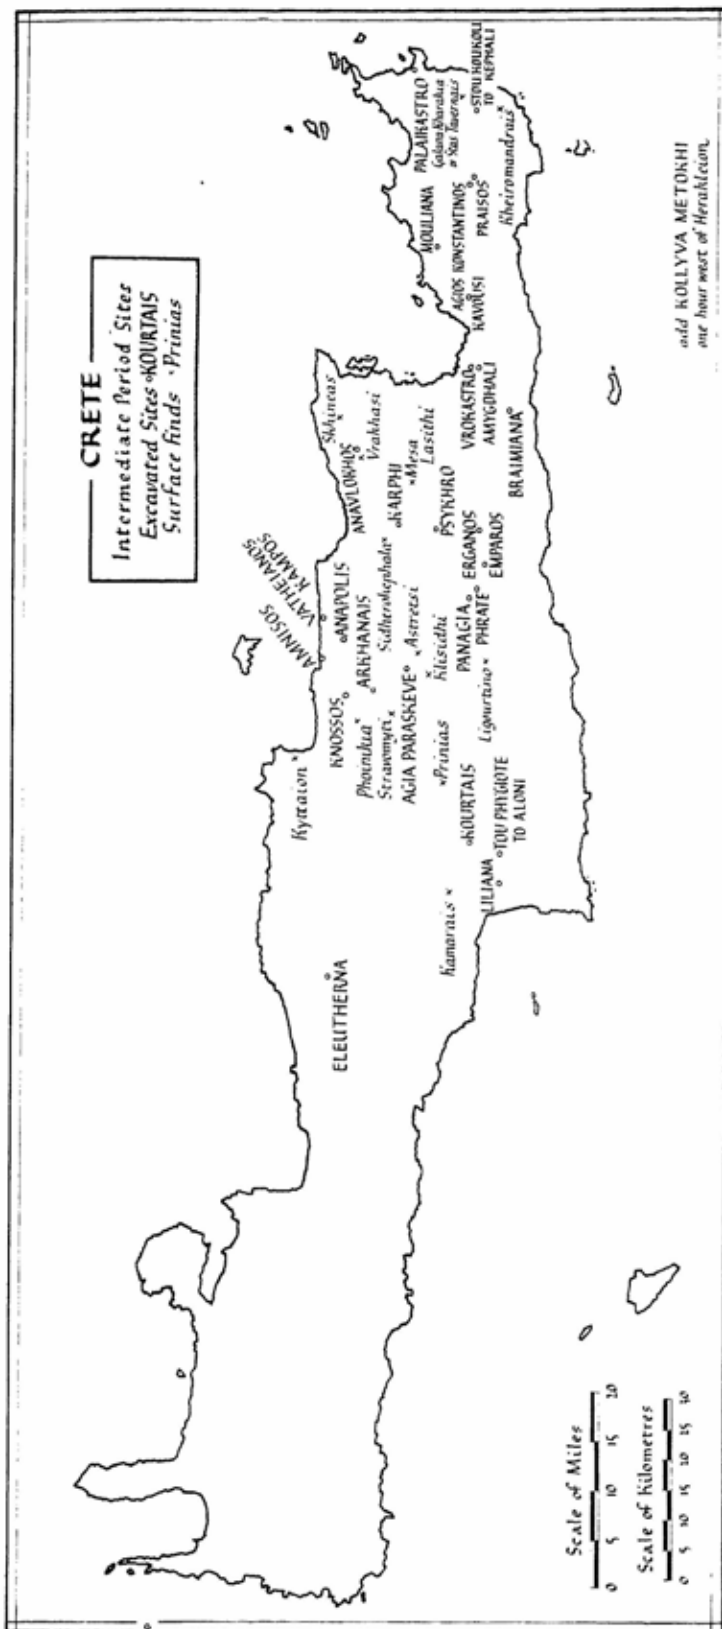 CRETE
Intermediate Period Sites
Excavated Sites ∘KOURTAIS
Surface finds ·Prinias
AMNISOS
VATHEIANOS
KAMPOS
Kyttaion
KNOSSOS
ANAPOLIS
Skhineas
ANAVLOKHOS
Vrakhasi
ELEUTHERNA
Phoinikia
ARKHANAIS
Stravomyti
Sidherokephala
KARPHI
Mesa
Lasithi
AGIA PARASKEVE
Astretsi
Klisidhi
PSYKHRO
Prinias
Kamarais
KOURTAIS
PANAGIA
PHRATE
ERGANOS
EMPAROS
Ligourtino
LILIANA
TOU PHYGIOTE
TO ALONI
VROKASTRO
AMYGDHALI
BRAIMIANA
MOULIANA
PALAIKASTRO
AGIOS KONSTANTINOS
KAVOUSI
PRAISOS
STOU KOUKOU
TO KEPHALI
Kheiromandrais
add KOLLYVA METOKHI
one hour west of Herakleion
Scale of Miles
0 5 10 15 20
Scale of Kilometres
0 5 10 15 20 15 30